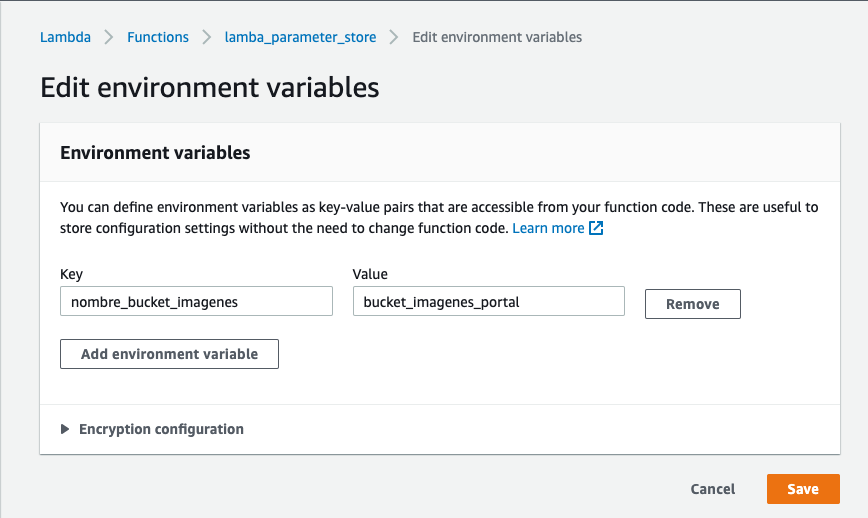 Lambda > Functions > lamba_parameter_store > Edit environment variables
Edit environment variables
Environment variables
You can define environment variables as key-value pairs that are accessible from your function code. These are useful to
store configuration settings without the need to change function code. Learn more
Key Value
nombre_bucket_imagenes bucket_imagenes_portal Remove
Add environment variable
Encryption configuration
Cancel Save